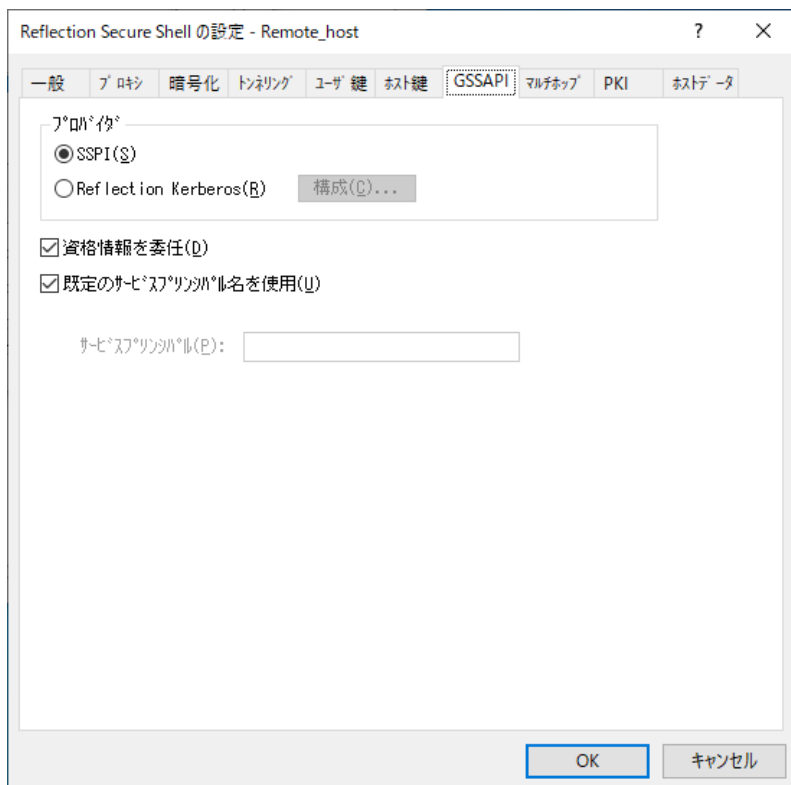 Reflection Secure Shell の設定 - Remote_host
? ×
一般 ﾌﾟﾛｷｼ 暗号化 ﾄﾝﾈﾘﾝｸﾞ ﾕｰｻﾞ鍵 ﾎｽﾄ鍵 GSSAPI ﾏﾙﾁﾎｯﾌﾟ PKI ﾎｽﾄﾃﾞｰﾀ
ﾌﾟﾛﾊﾞｲﾀﾞ
SSPI(S)
Reflection Kerberos(R) 構成(C)...
資格情報を委任(D)
既定のｻｰﾋﾞｽﾌﾟﾘﾝｼﾊﾟﾙ名を使用(U)
ｻｰﾋﾞｽﾌﾟﾘﾝｼﾊﾟﾙ(P):
OK キャンセル